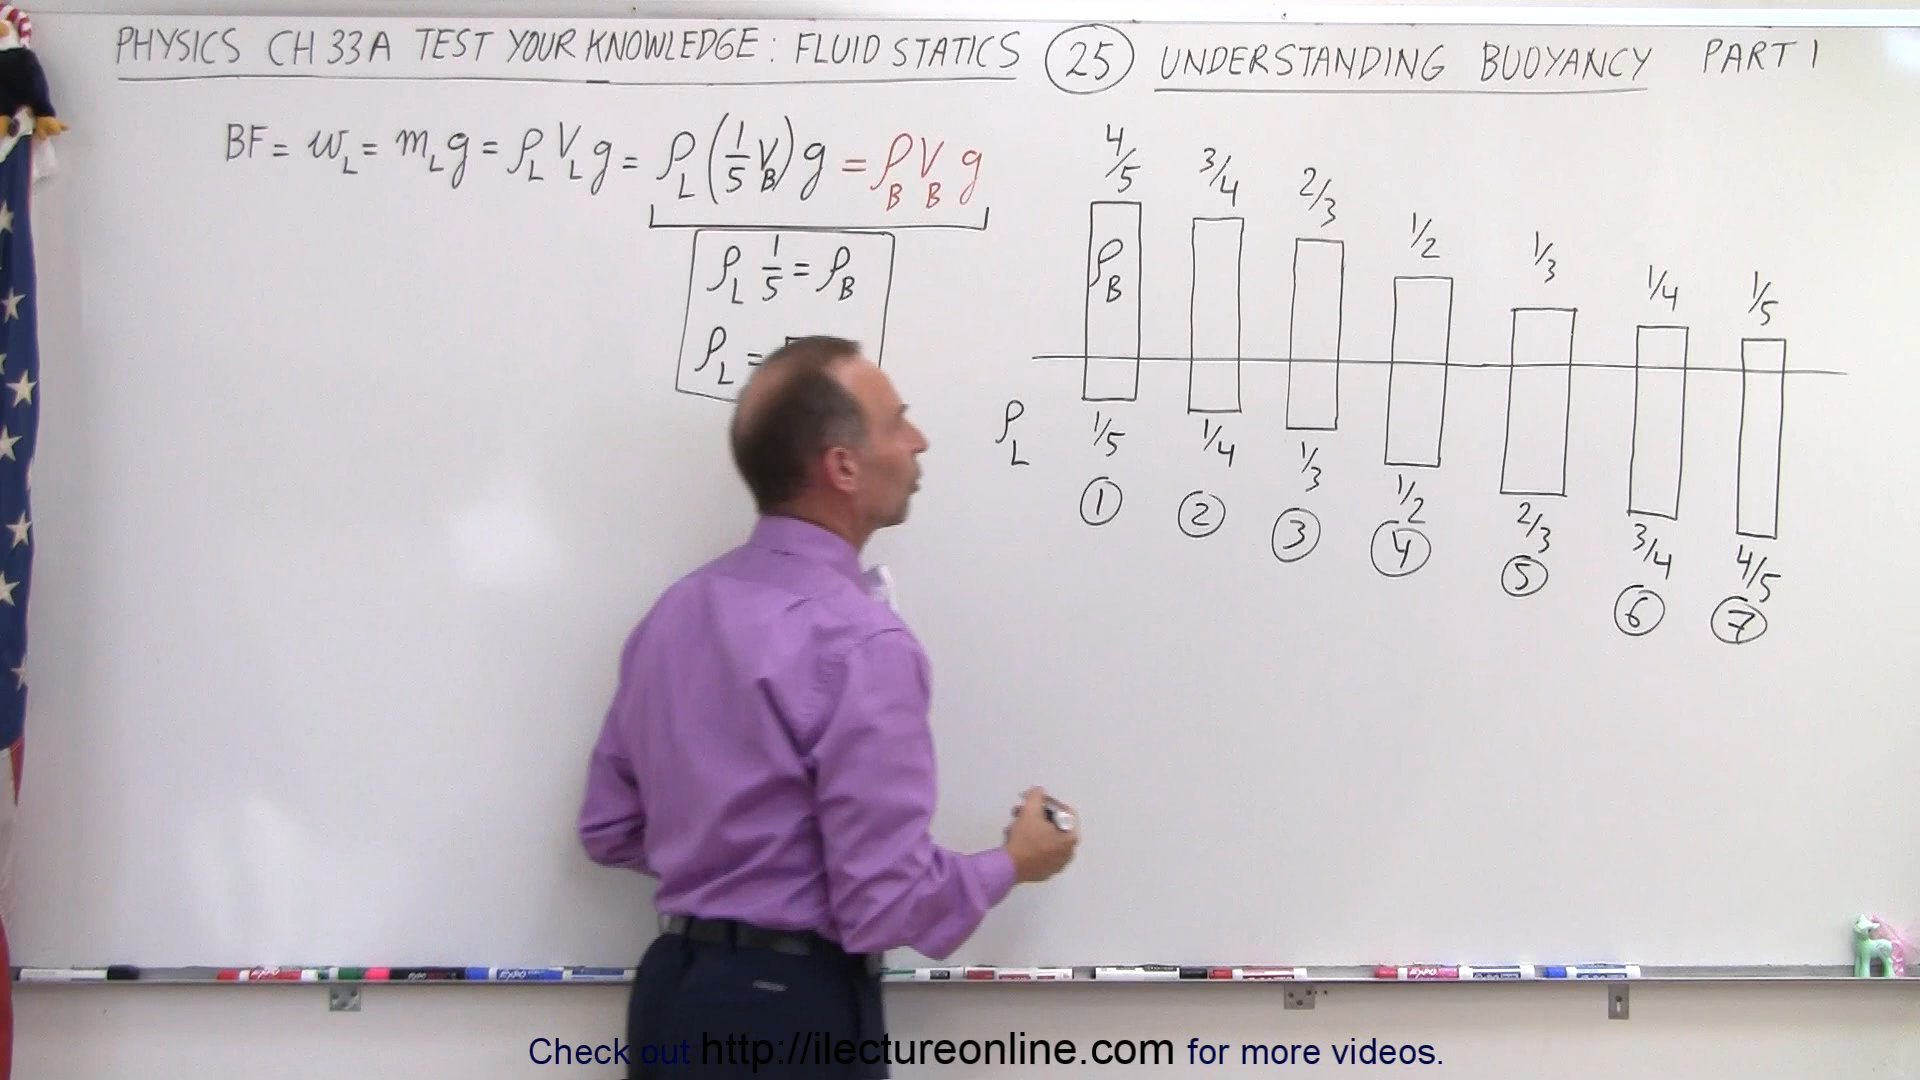 PHYSICS CH 33A TEST YOUR KNOWLEDGE: FLUID STATICS 25 UNDERSTANDING BUOYANCY PART 1
BF = w_L = m_L g = ρ_L V_L g = ρ_L (1/5 V_B) g = ρ_B V_B g
ρ_L 1/5 = ρ_B
ρ_L =
4/5 3/4 2/3 1/2 1/3 1/4 1/5
ρ_B
ρ_L
1/5 1/4 1/3 1/2 2/3 3/4 4/5
1 2 3 4 5 6 7
EXPO EXPO EXPO
Check out http://ilectureonline.com for more videos.